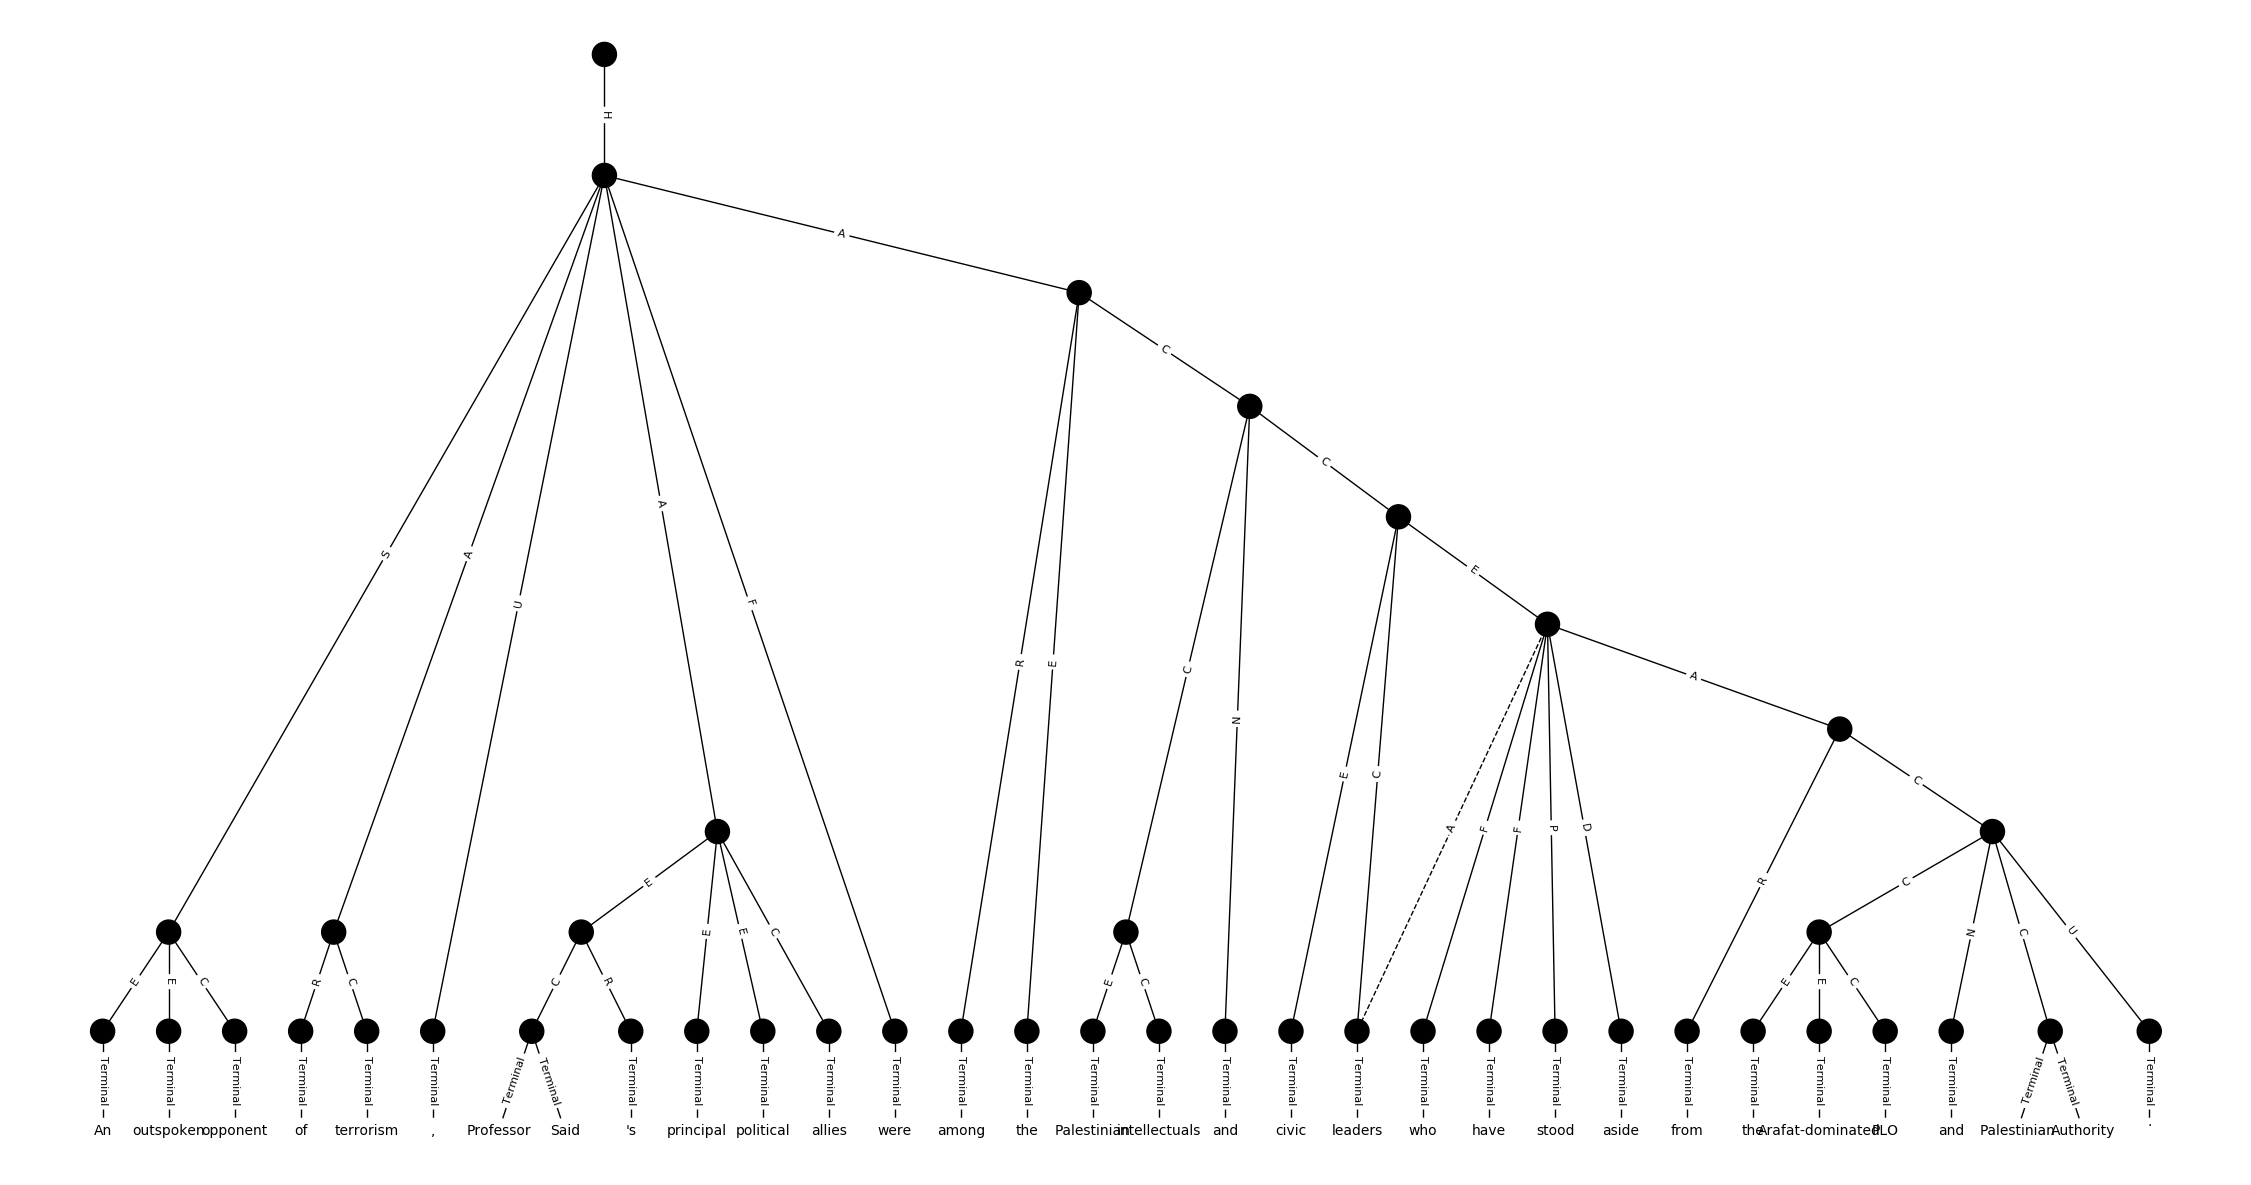 H
A
C
C
S A A E
U F
R E C A
N
E C A F F P D R C
E C
E E C R C C R E E C E C E E C N C U
Terminal Terminal Terminal Terminal Terminal Terminal Terminal Terminal Terminal Terminal Terminal Terminal Terminal Terminal Terminal Terminal Terminal Terminal Terminal Terminal Terminal Terminal Terminal Terminal Terminal Terminal Terminal Terminal Terminal Terminal Terminal Terminal
An outspoken opponent of terrorism , Professor Said 's principal political allies were among the Palestinian intellectuals and civic leaders who have stood aside from the Arafat-dominated PLO and Palestinian Authority .